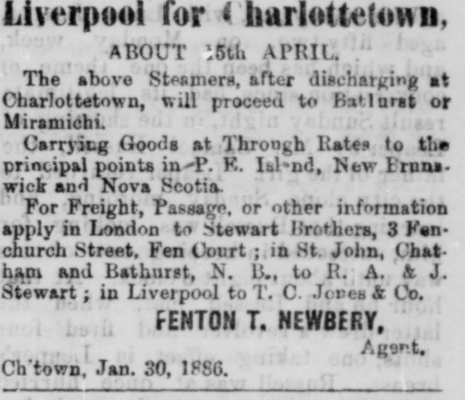 Liverpool for Charlottetown,
ABOUT 15th APRIL,
The above Steamers, after discharging at
Charlottetown, will proceed to Bathurst or
Miramichi.
Carrying Goods at Through Rates to the
principal points in P. E. Island, New Bruns-
wick and Nova Scotia.
For Freight, Passage, or other information
apply in London to Stewart Brothers, 3 Fen-
church Street, Fen Court ; in St. John, Chat-
ham and Bathurst, N. B., to R. A. & J.
Stewart ; in Liverpool to T. C. Jones & Co.
FENTON T. NEWBERY,
Agent.
Ch'town, Jan. 30, 1886.